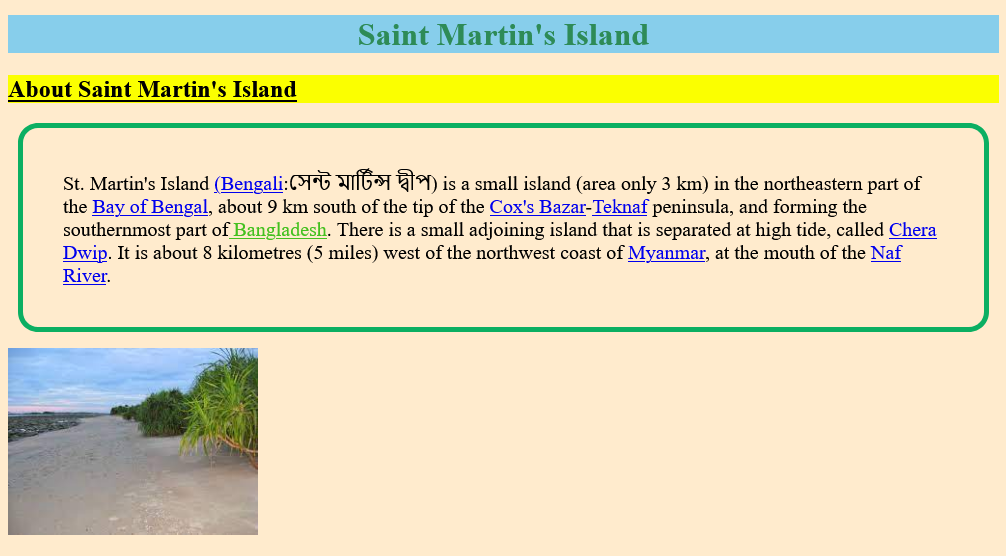 Saint Martin's Island
About Saint Martin's Island
St. Martin's Island (Bengali:সেন্ট মার্টিন্স দ্বীপ) is a small island (area only 3 km) in the northeastern part of
the Bay of Bengal, about 9 km south of the tip of the Cox's Bazar-Teknaf peninsula, and forming the
southernmost part of Bangladesh. There is a small adjoining island that is separated at high tide, called Chera
Dwip. It is about 8 kilometres (5 miles) west of the northwest coast of Myanmar, at the mouth of the Naf
River.